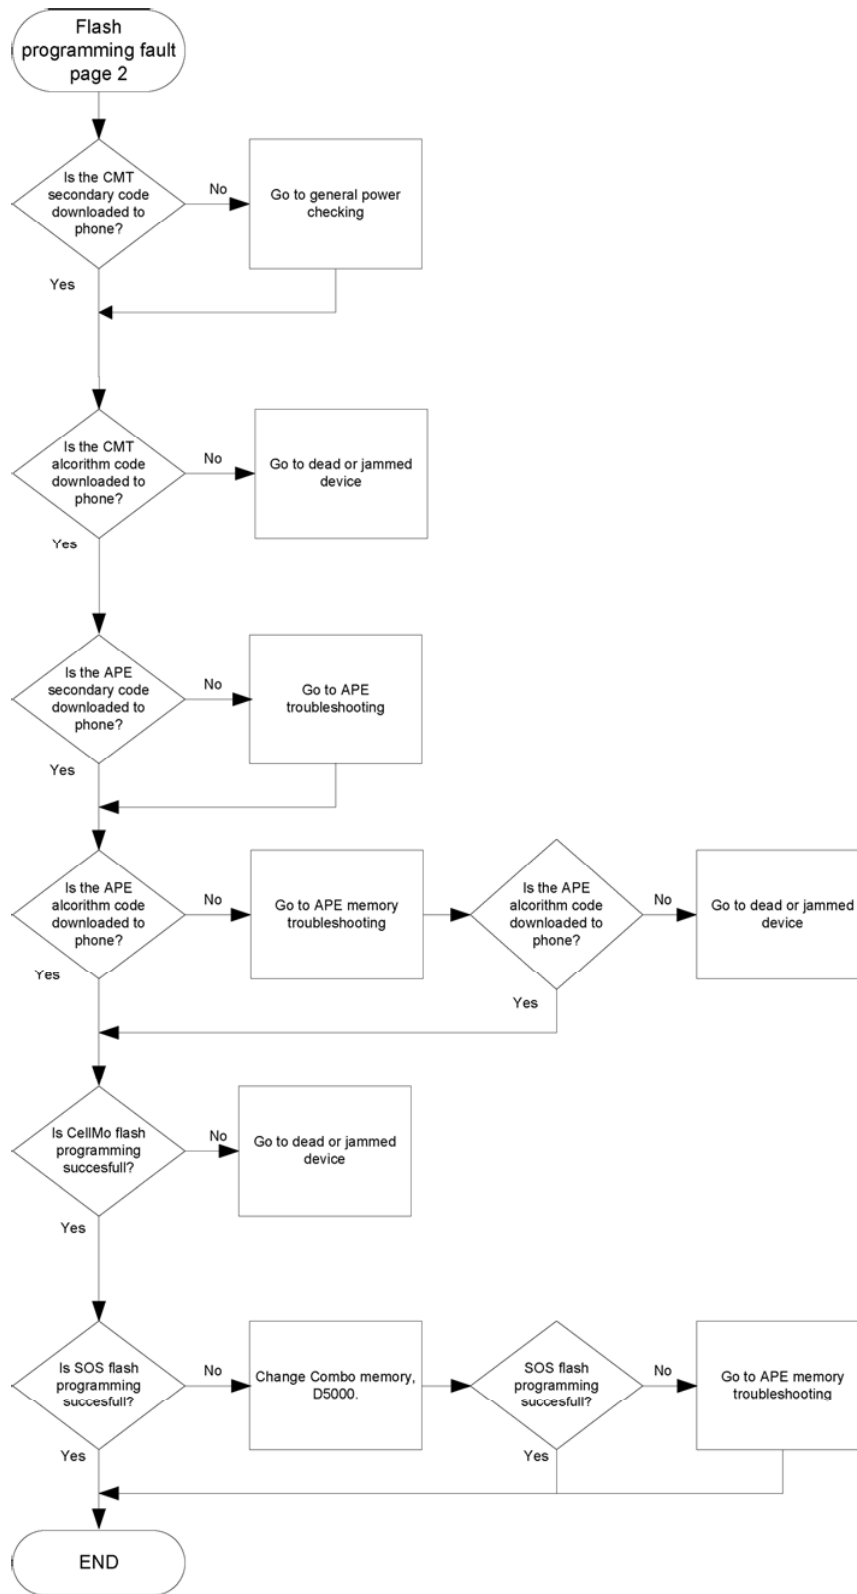 Flash
programming fault
page 2
Is the CMT
secondary code
downloaded to
phone?
No
Go to general power
checking
Yes
Is the CMT
algorithm code
downloaded to
phone?
No
Go to dead or jammed
device
Yes
Is the APE
secondary code
downloaded to
phone?
No
Go to APE
troubleshooting
Yes
Is the APE
algorithm code
downloaded to
phone?
No
Go to APE memory
troubleshooting
Is the APE
algorithm code
downloaded to
phone?
No
Go to dead or jammed
device
Yes
Yes
Is CellMo flash
programming
succesfull?
No
Go to dead or jammed
device
Yes
Is SOS flash
programming
succesfull?
No
Change Combo memory,
D5000.
SOS flash
programming
succesfull?
No
Go to APE memory
troubleshooting
Yes
Yes
END